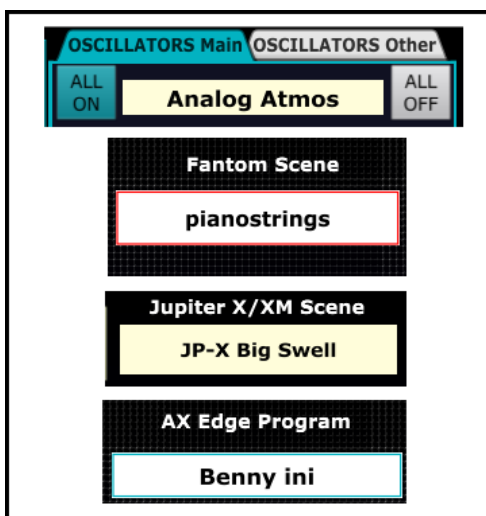 OSCILLATORS Main OSCILLATORS Other
ALL ON Analog Atmos ALL OFF
Fantom Scene
pianostrings
Jupiter X/XM Scene
JP-X Big Swell
AX Edge Program
Benny ini